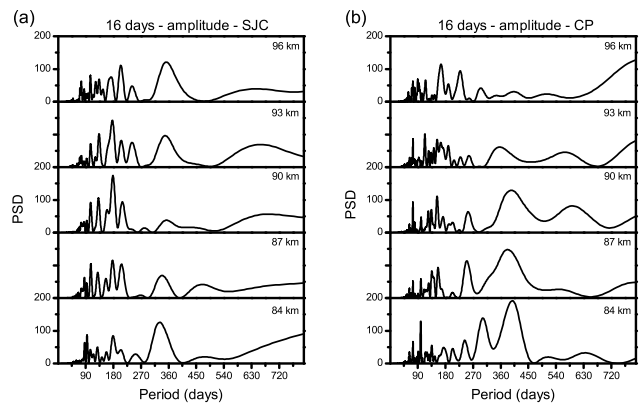 (a)
16 days - amplitude - SJC
200
100
0
96 km
93 km
200
100
0
90 km
87 km
200
100
0
84 km
PSD
90 180 270 360 450 540 630 720
Period (days)
(b)
16 days - amplitude - CP
200
100
0
96 km
93 km
200
100
0
90 km
87 km
200
100
0
84 km
PSD
90 180 270 360 450 540 630 720
Period (days)